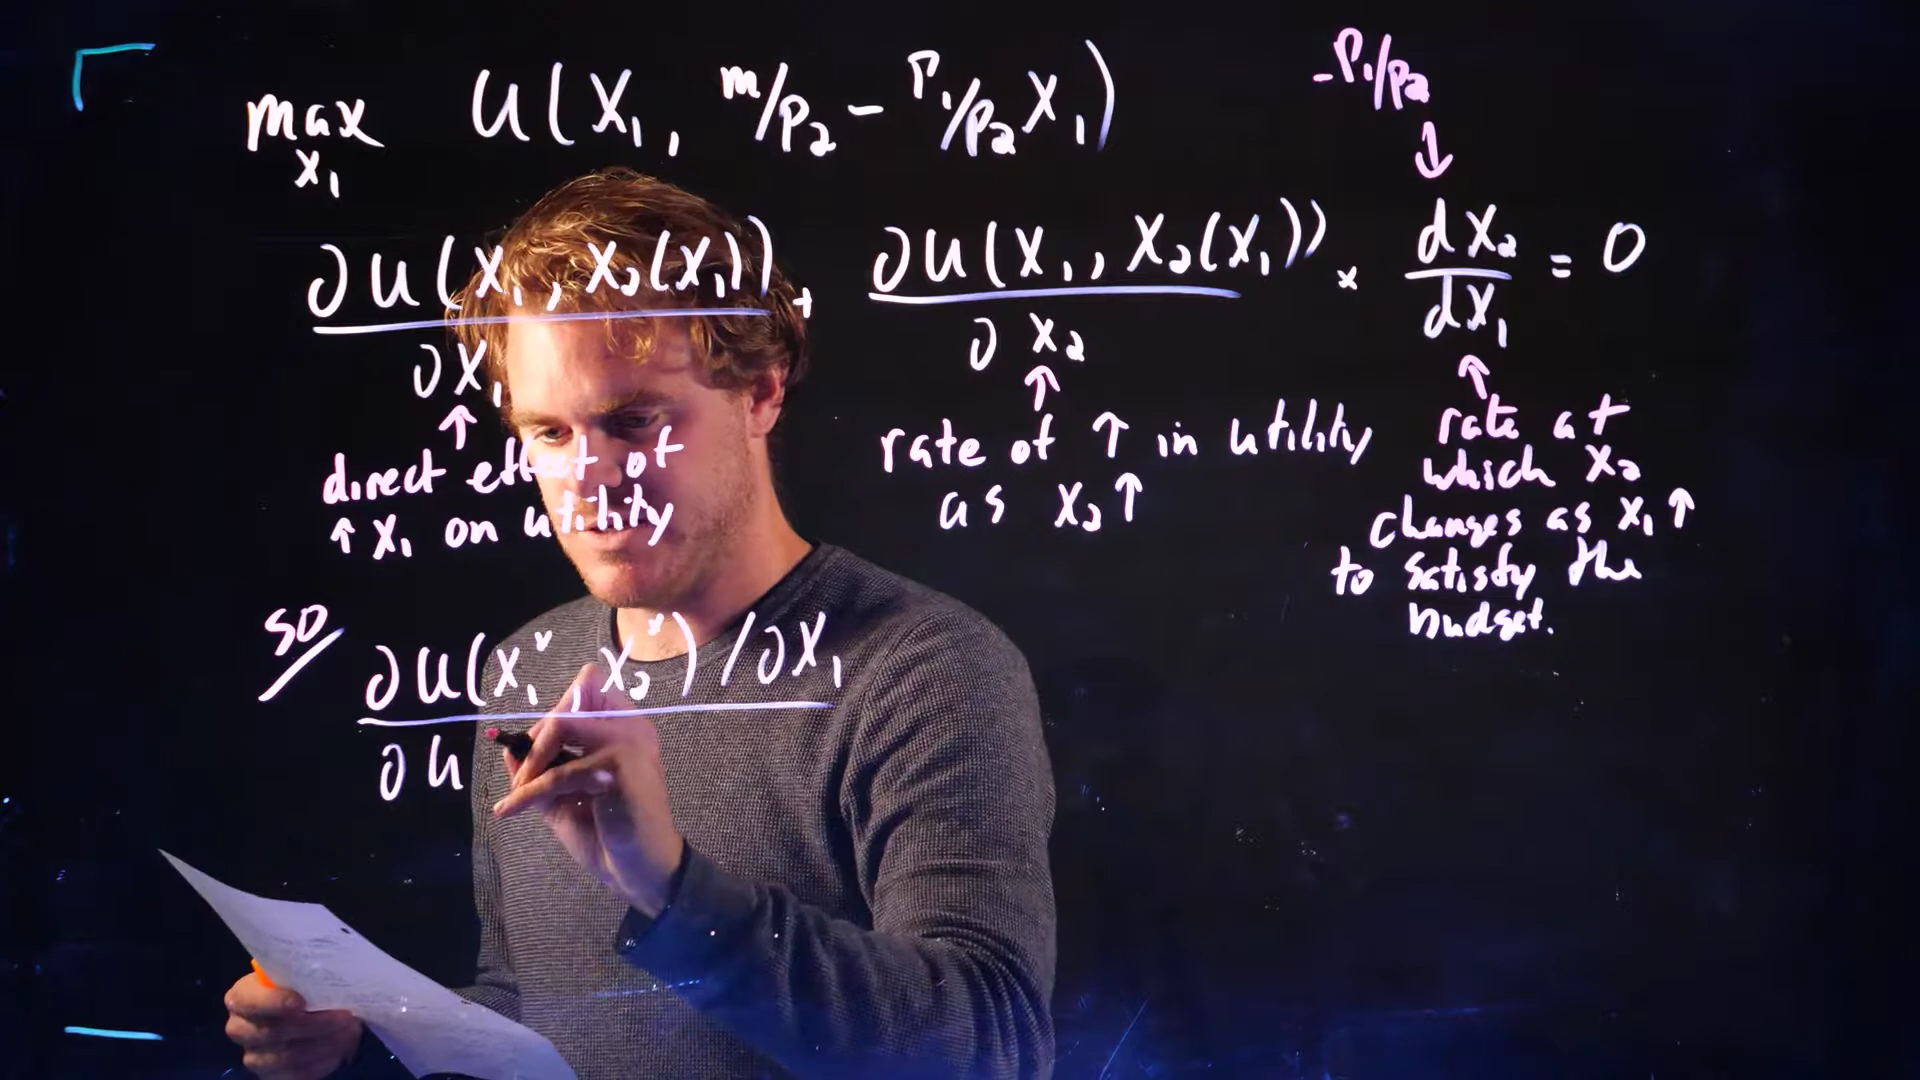 max U(x₁, m/p₂ - p₁/p₂ x₁)
x₁
-p₁/p₂
↓
∂U(x₁, x₂(x₁)) + ∂U(x₁, x₂(x₁)) × dx₂ = 0
∂x₁ ∂x₂ dx₁
↑ ↑ ↑
direct effect of
↑ x₁ on utility
rate of ↑ in utility
as x₂ ↑
rate at
which x₂
changes as x₁ ↑
to satisfy the
budget.
so
∂U(x₁*, x₂*)/∂x₁
∂U